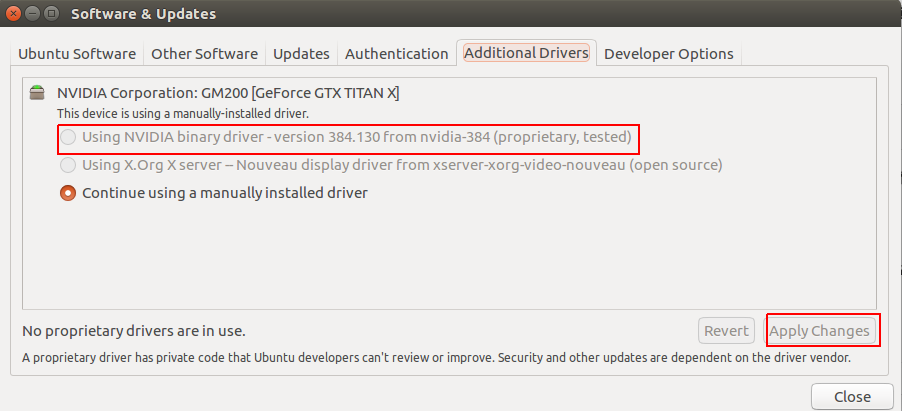 Software & Updates
Ubuntu Software Other Software Updates Authentication Additional Drivers Developer Options
NVIDIA Corporation: GM200 [GeForce GTX TITAN X]
This device is using a manually-installed driver.
Using NVIDIA binary driver - version 384.130 from nvidia-384 (proprietary, tested)
Using X.Org X server -- Nouveau display driver from xserver-xorg-video-nouveau (open source)
Continue using a manually installed driver
No proprietary drivers are in use. Revert Apply Changes
A proprietary driver has private code that Ubuntu developers can't review or improve. Security and other updates are dependent on the driver vendor.
Close